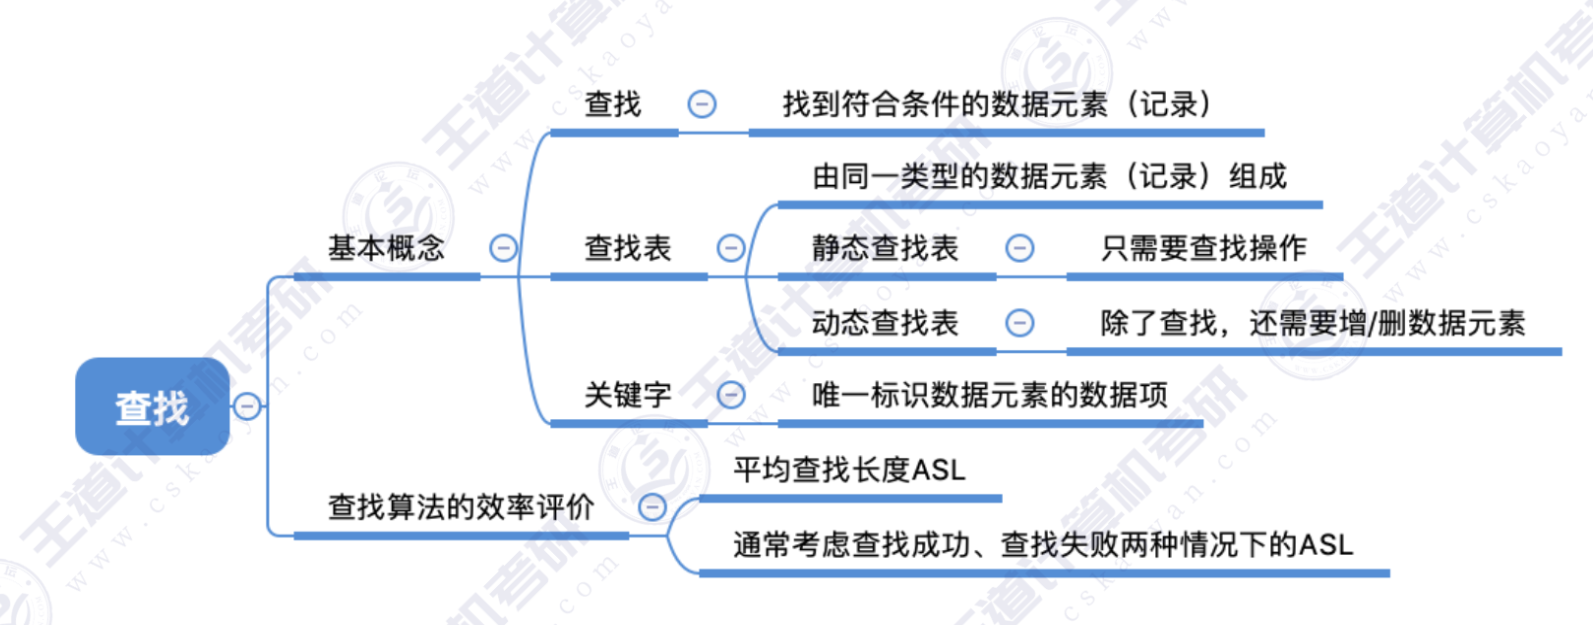 查找
找到符合条件的数据元素（记录）
由同一类型的数据元素（记录）组成
基本概念
查找表
静态查找表
只需要查找操作
动态查找表
除了查找，还需要增/删数据元素
关键字
唯一标识数据元素的数据项
查找
平均查找长度ASL
查找算法的效率评价
通常考虑查找成功、查找失败两种情况下的ASL
王道计算机考研
www.cskaoyan.com